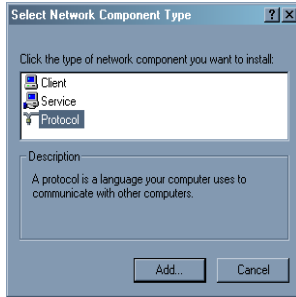 Select Network Component Type
Click the type of network component you want to install:
Client
Service
Protocol
Description
A protocol is a language your computer uses to
communicate with other computers.
Add...
Cancel